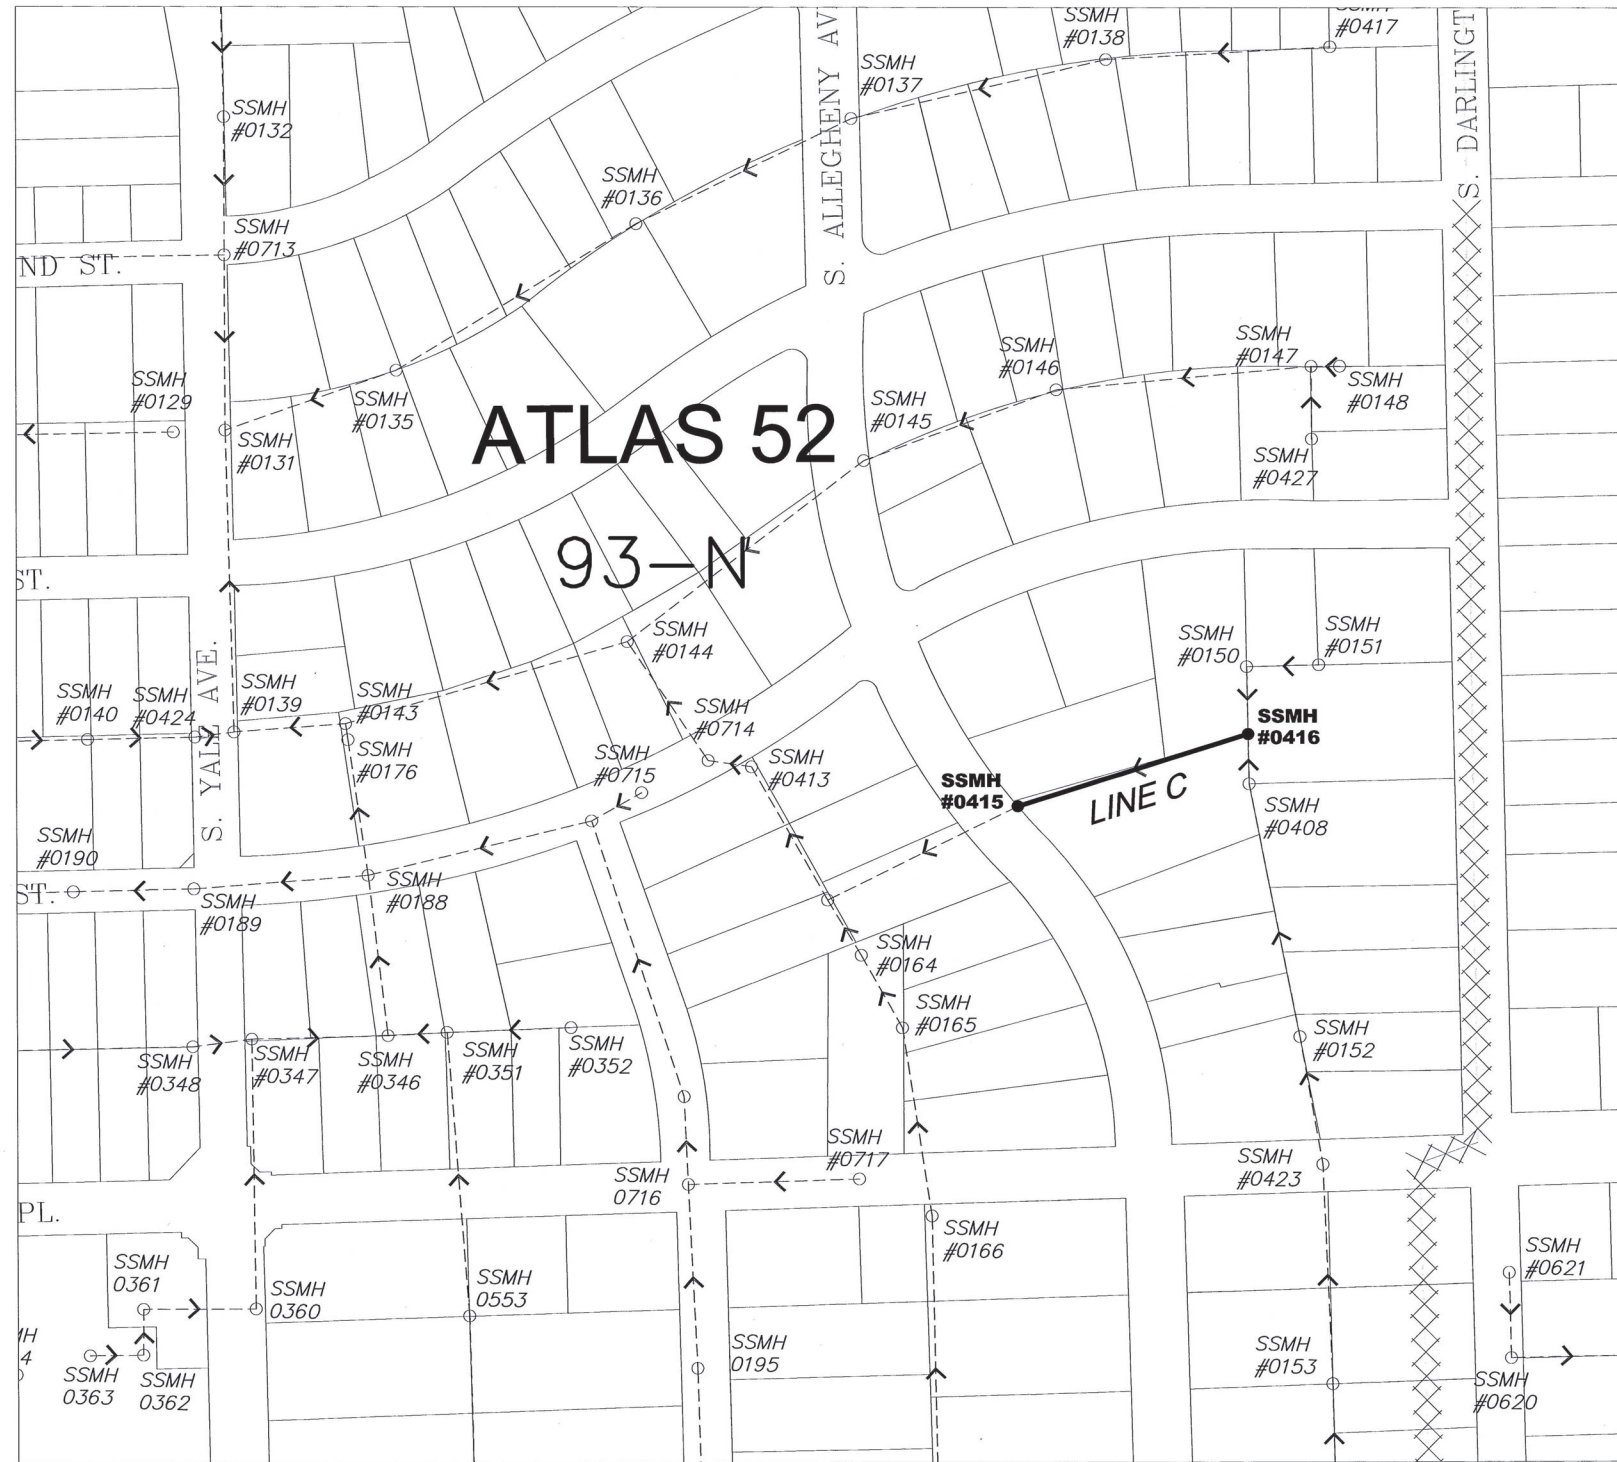 SSMH
#0138
#0417
S. DARLINGT
S. ALLEGHENY AV
SSMH
#0137
SSMH
#0132
SSMH
#0136
SSMH
#0713
ND ST.
SSMH
#0147
SSMH
#0146
SSMH
#0148
SSMH
#0129
SSMH
#0135
ATLAS 52
SSMH
#0145
SSMH
#0131
SSMH
#0427
93-N
ST.
SSMH
#0144
SSMH
#0150
SSMH
#0151
S. YALE AVE.
SSMH
#0140
SSMH
#0424
SSMH
#0139
SSMH
#0143
SSMH
#0714
SSMH
#0416
SSMH
#0176
SSMH
#0715
SSMH
#0413
SSMH
#0415
LINE C
SSMH
#0408
SSMH
#0190
ST.
SSMH
#0189
SSMH
#0188
SSMH
#0164
SSMH
#0165
SSMH
#0348
SSMH
#0347
SSMH
#0346
SSMH
#0351
SSMH
#0352
SSMH
#0152
SSMH
#0717
SSMH
0716
SSMH
#0423
PL.
SSMH
#0166
SSMH
0361
SSMH
0360
SSMH
0553
SSMH
#0621
SSMH
0195
SSMH
#0153
SSMH
0363
SSMH
0362
SSMH
#0620